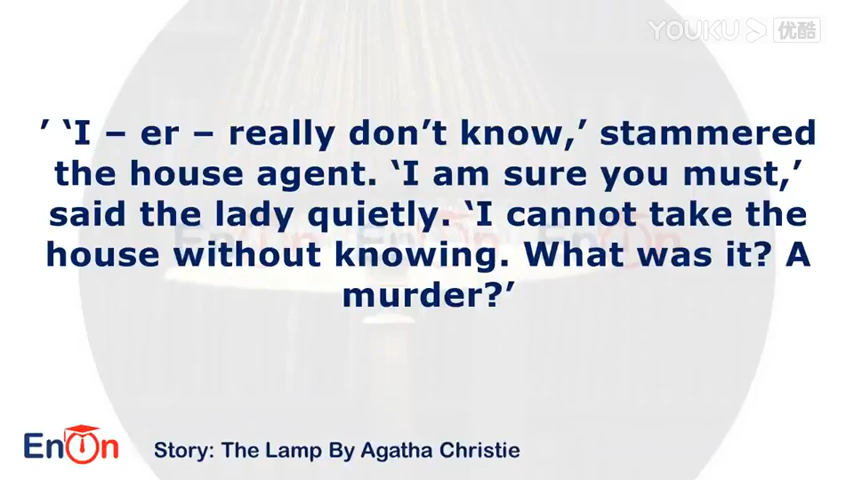 YOUKU 优酷
’ ‘I – er – really don’t know,’ stammered
the house agent. ‘I am sure you must,’
said the lady quietly. ‘I cannot take the
house without knowing. What was it? A
murder?’
EnOn
Story: The Lamp By Agatha Christie